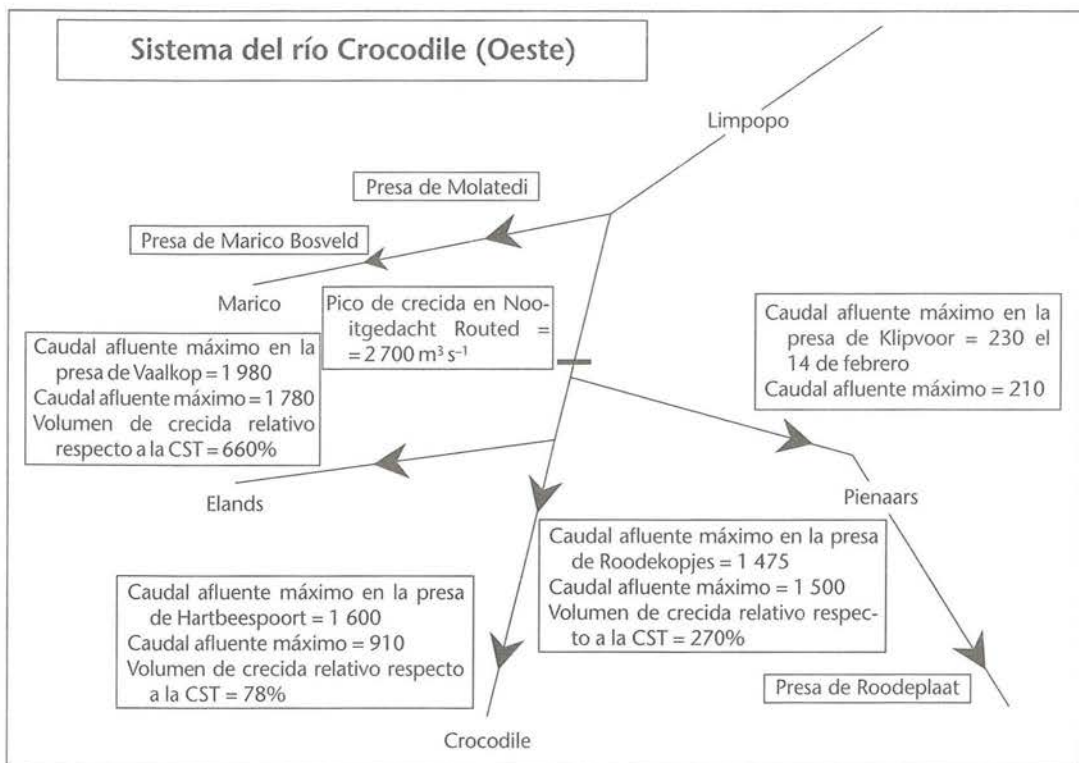 Sistema del río Crocodile (Oeste)
Limpopo
Presa de Molatedi
Presa de Marico Bosveld
Marico
Pico de crecida en Noo-
itgedacht Routed =
= 2 700 m³ s⁻¹
Caudal afluente máximo en la
presa de Klipvoor = 230 el
14 de febrero
Caudal afluente máximo = 210
Caudal afluente máximo en la
presa de Vaalkop = 1 980
Caudal afluente máximo = 1 780
Volumen de crecida relativo
respecto a la CST = 660%
Elands
Pienaars
Caudal afluente máximo en la presa
de Roodekopjes = 1 475
Caudal afluente máximo = 1 500
Volumen de crecida relativo respec-
to a la CST = 270%
Caudal afluente máximo en la presa
de Hartbeespoort = 1 600
Caudal afluente máximo = 910
Volumen de crecida relativo respecto
a la CST = 78%
Presa de Roodeplaat
Crocodile